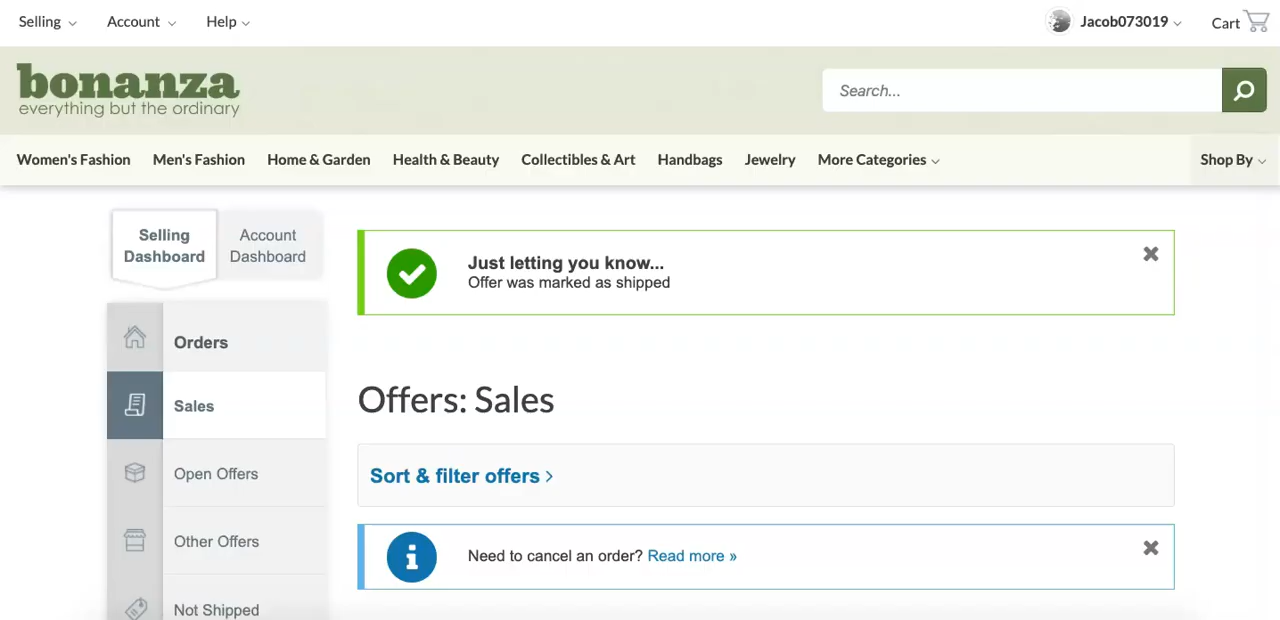 Selling
Account
Help
Jacob073019
Cart
bonanza
everything but the ordinary
Search...
Women's Fashion
Men's Fashion
Home & Garden
Health & Beauty
Collectibles & Art
Handbags
Jewelry
More Categories
Shop By
Selling
Dashboard
Account
Dashboard
Just letting you know...
Offer was marked as shipped
Orders
Sales
Open Offers
Other Offers
Not Shipped
Offers: Sales
Sort & filter offers >
Need to cancel an order? Read more »